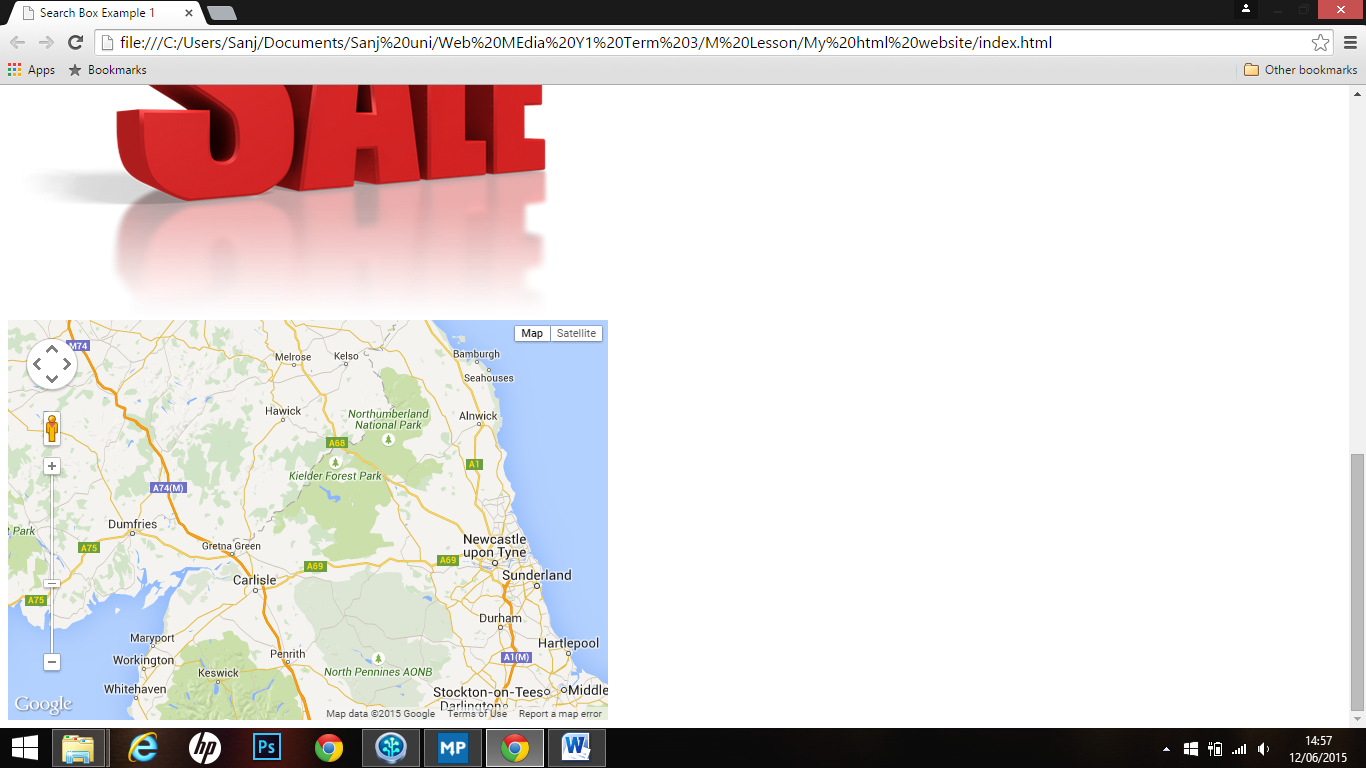 Search Box Example 1
file:///C:/Users/Sanj/Documents/Sanj%20uni/Web%20MEdia%20Y1%20Term%203/M%20Lesson/My%20html%20website/index.html
Apps
Bookmarks
Other bookmarks
SALE
Map
Satellite
M74
Melrose
Kelso
Bamburgh
Seahouses
Hawick
Northumberland
National Park
Alnwick
A68
A1
Kielder Forest Park
A74(M)
Dumfries
Park
A75
Gretna Green
Newcastle
upon Tyne
A69
A69
Carlisle
Sunderland
A75
Durham
Maryport
Hartlepool
Workington
Penrith
A1(M)
Keswick
North Pennines AONB
Whitehaven
Stockton-on-Tees
Middle
Darlington
Google
Map data ©2015 Google
Terms of Use
Report a map error
hp
Ps
MP
W
14:57
12/06/2015